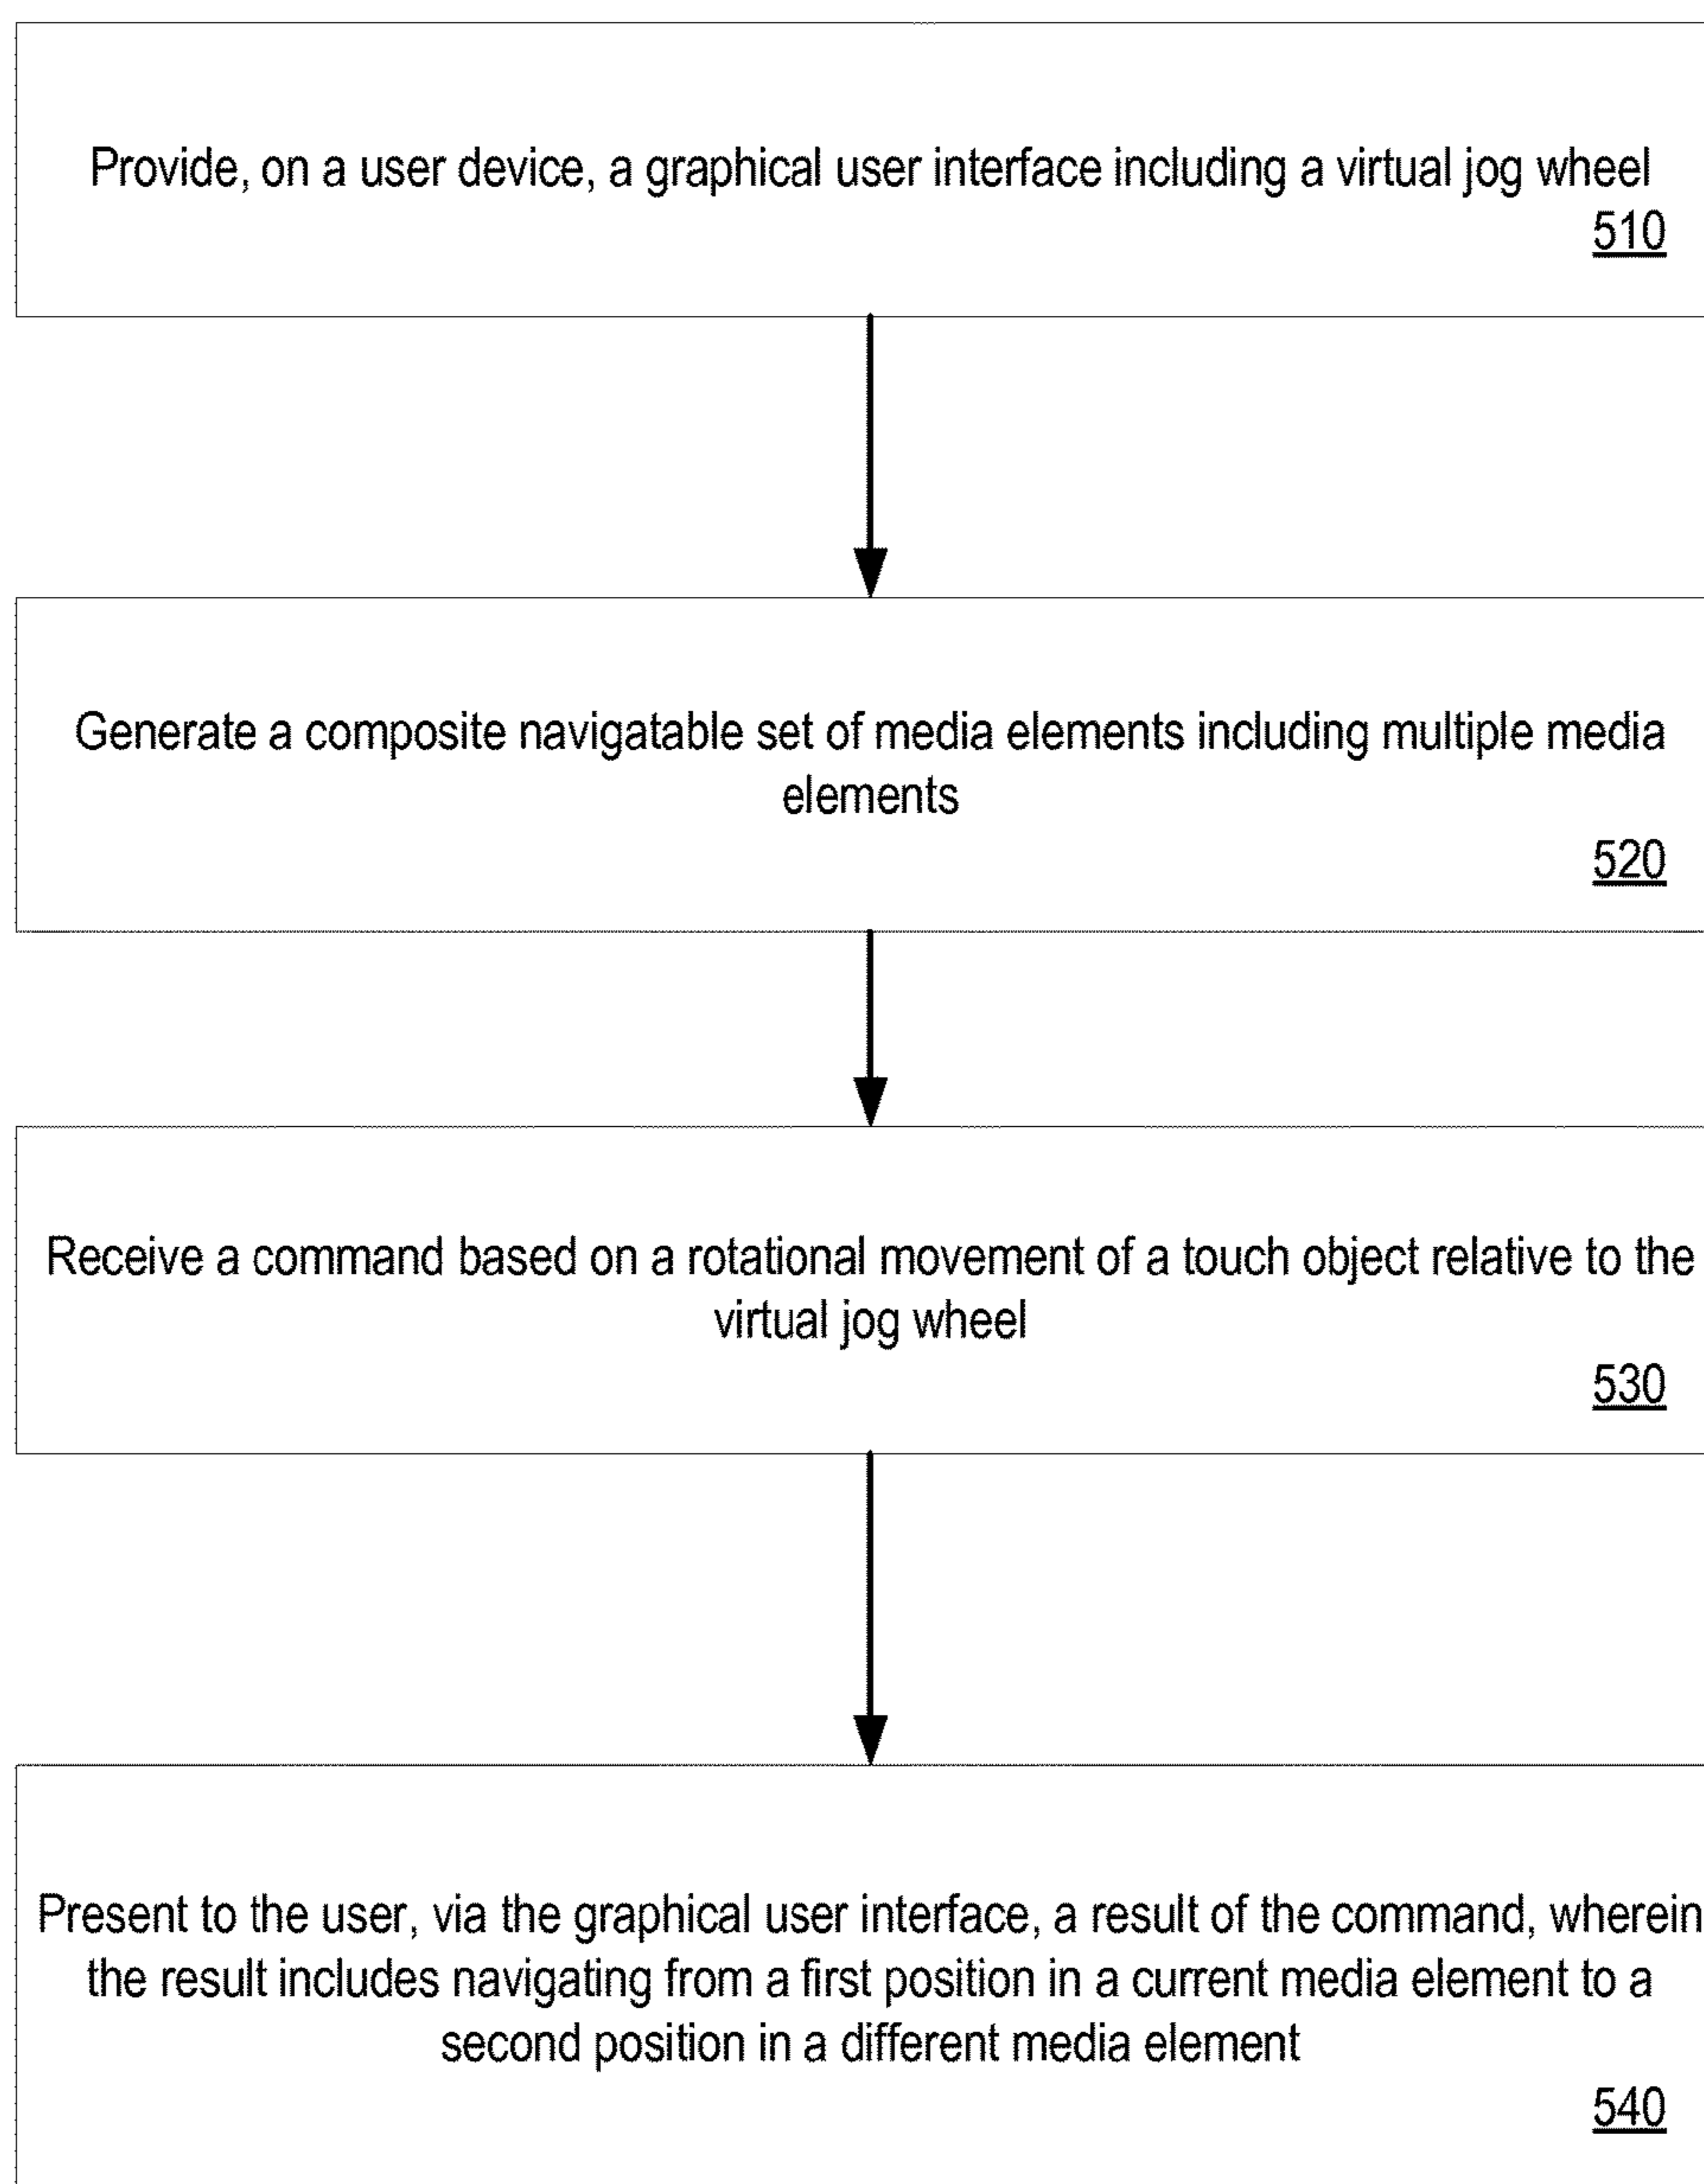 Provide, on a user device, a graphical user interface including a virtual jog wheel
510
Generate a composite navigatable set of media elements including multiple media
elements
520
Receive a command based on a rotational movement of a touch object relative to the
virtual jog wheel
530
Present to the user, via the graphical user interface, a result of the command, wherein
the result includes navigating from a first position in a current media element to a
second position in a different media element
540